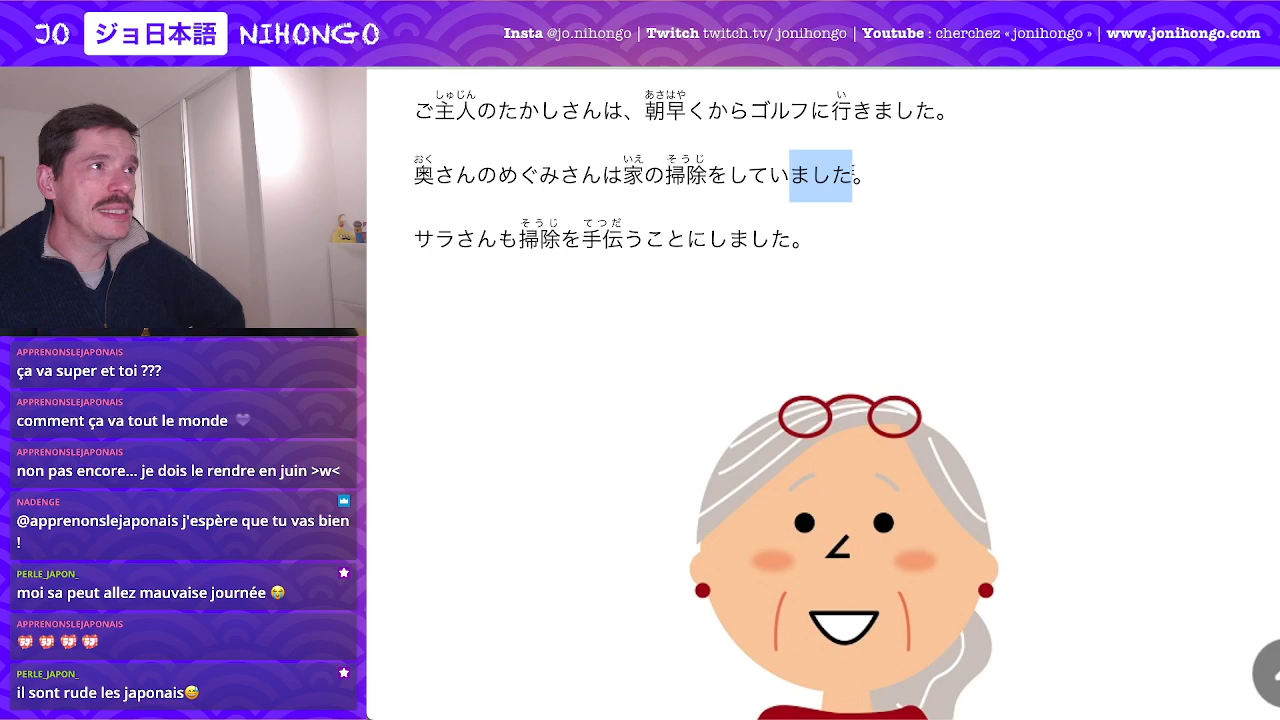 JO ジョ日本語 NIHONGO
Insta @jo.nihongo | Twitch twitch.tv/ jonihongo | Youtube : cherchez « jonihongo » | www.jonihongo.com
しゅじん あさはや い
ご主人のたかしさんは、朝早くからゴルフに行きました。
おく いえ そうじ
奥さんのめぐみさんは家の掃除をしていました。
そうじ てつだ
サラさんも掃除を手伝うことにしました。
APPRENONSLEJAPONAIS
ça va super et toi ???
APPRENONSLEJAPONAIS
comment ça va tout le monde 💜
APPRENONSLEJAPONAIS
non pas encore... je dois le rendre en juin >w<
NADENGE
@apprenonslejaponais j'espère que tu vas bien
!
PERLE_JAPON_
moi sa peut allez mauvaise journée 😅
APPRENONSLEJAPONAIS
PERLE_JAPON_
il sont rude les japonais😅